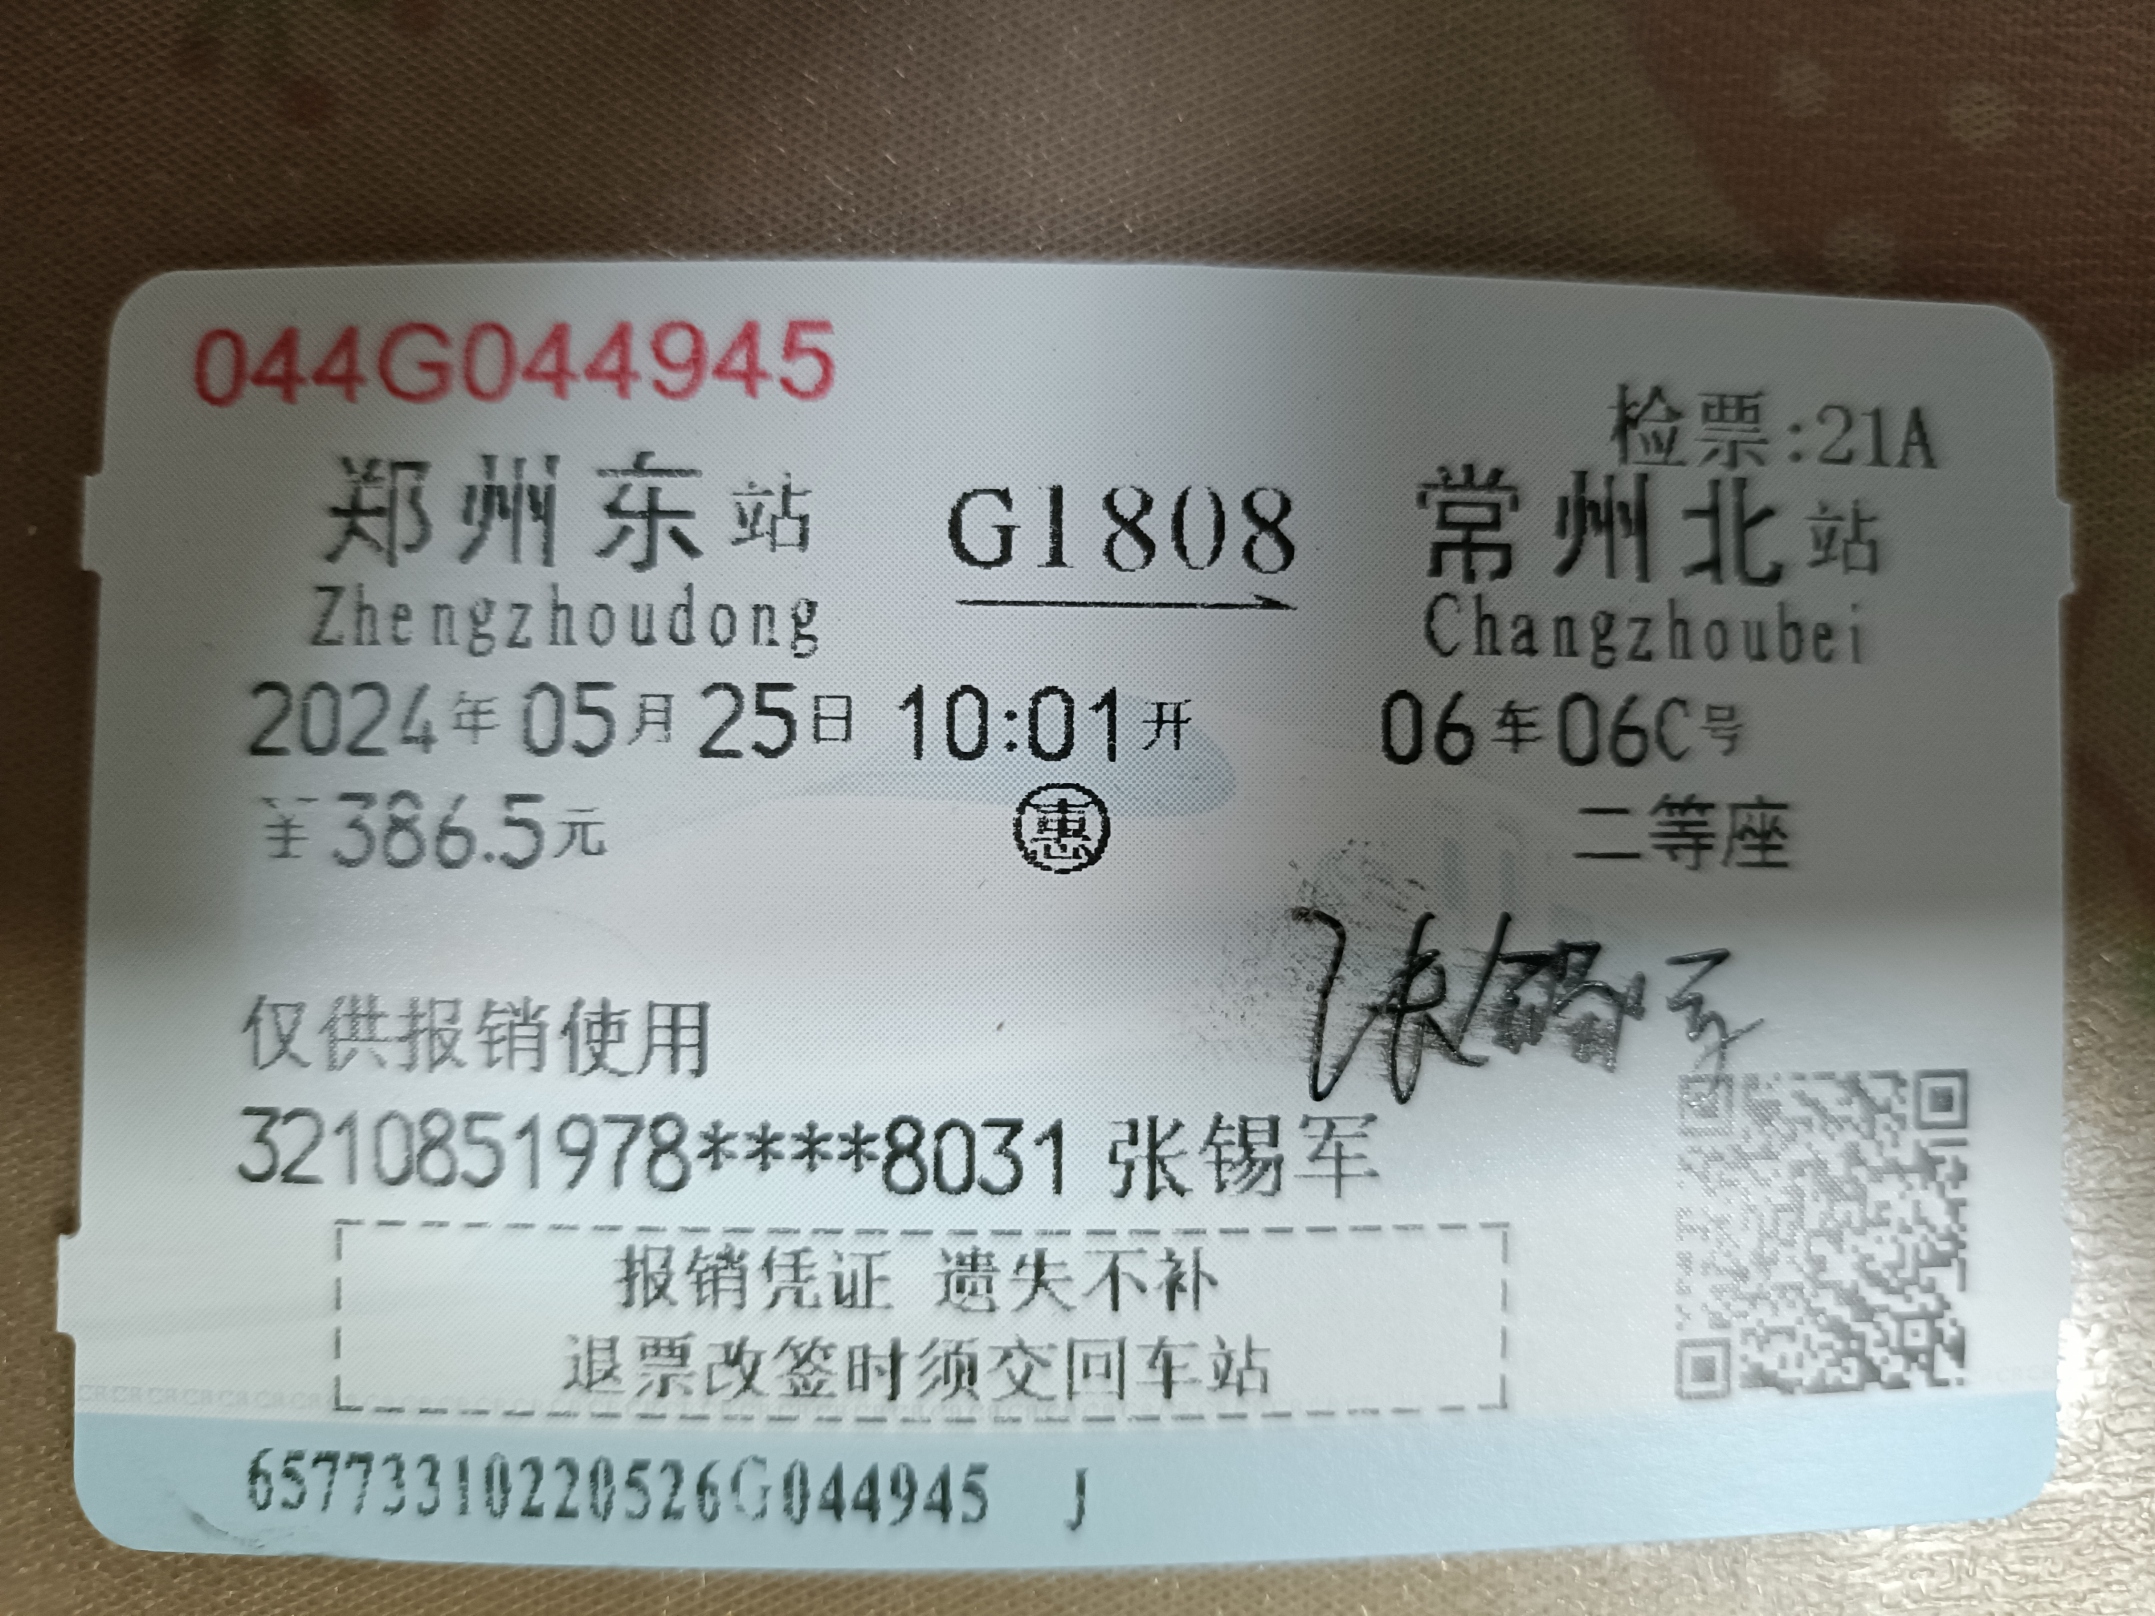 044G044945
检票:21A
郑州东站 G1808 常州北站
Zhengzhoudong Changzhoubei
2024年05月25日 10:01开 06车06C号
¥386.5元 惠 二等座
张锡军
仅供报销使用
3210851978****8031 张锡军
报销凭证 遗失不补
退票改签时须交回车站
65773310220526G044945 J